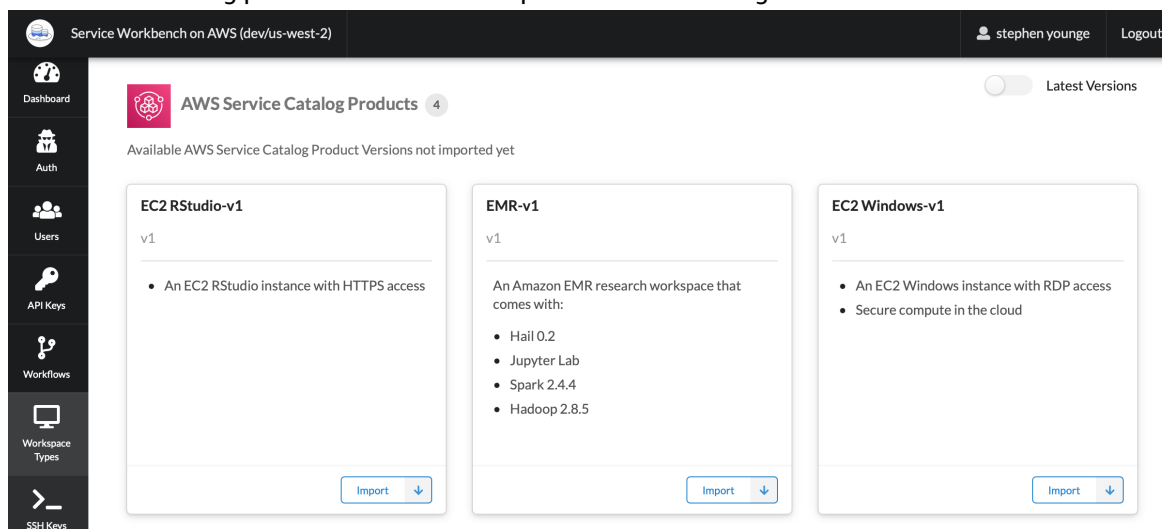 Service Workbench on AWS (dev/us-west-2)
stephen younge
Logout
Dashboard
Auth
Users
API Keys
Workflows
Workspace
Types
SSH Keys
AWS Service Catalog Products 4
Latest Versions
Available AWS Service Catalog Product Versions not imported yet
EC2 RStudio-v1
v1
• An EC2 RStudio instance with HTTPS access
Import
EMR-v1
v1
An Amazon EMR research workspace that
comes with:
• Hail 0.2
• Jupyter Lab
• Spark 2.4.4
• Hadoop 2.8.5
Import
EC2 Windows-v1
v1
• An EC2 Windows instance with RDP access
• Secure compute in the cloud
Import